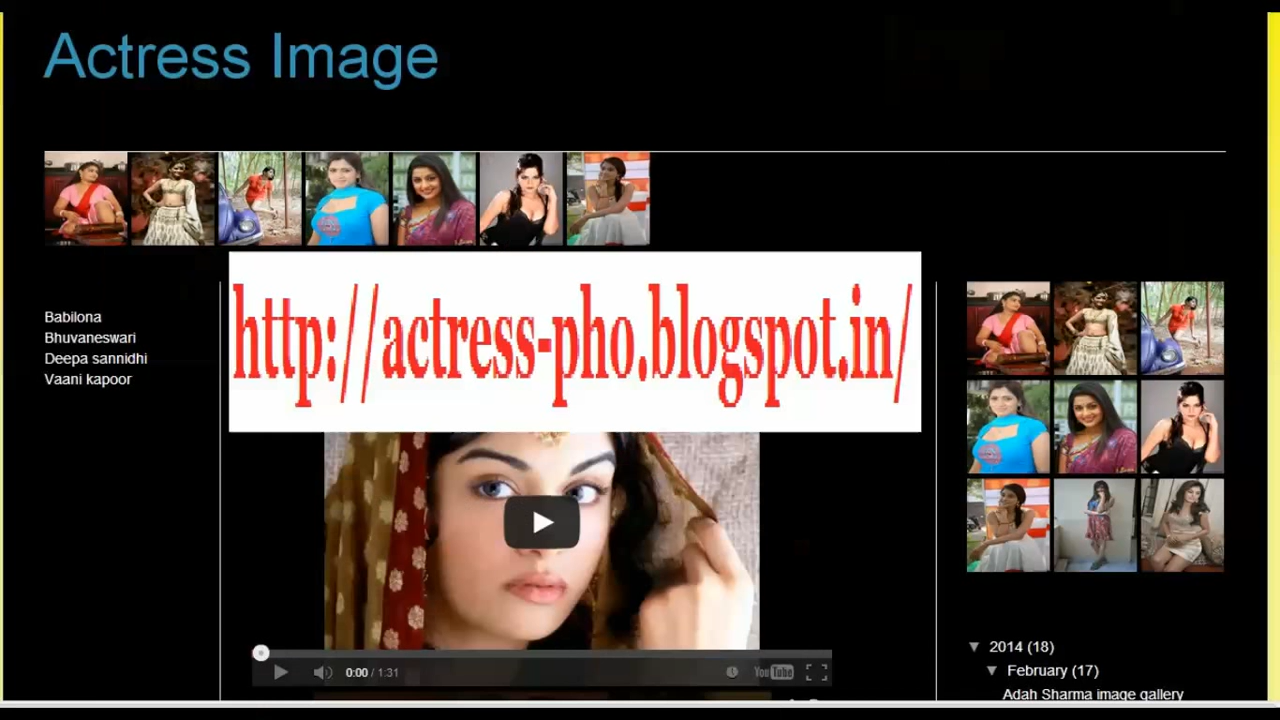 Actress Image
http://actress-pho.blogspot.in/
Babilona
Bhuvaneswari
Deepa sannidhi
Vaani kapoor
0:00 / 1:31
YouTube
2014 (18)
February (17)
Adah Sharma image gallery